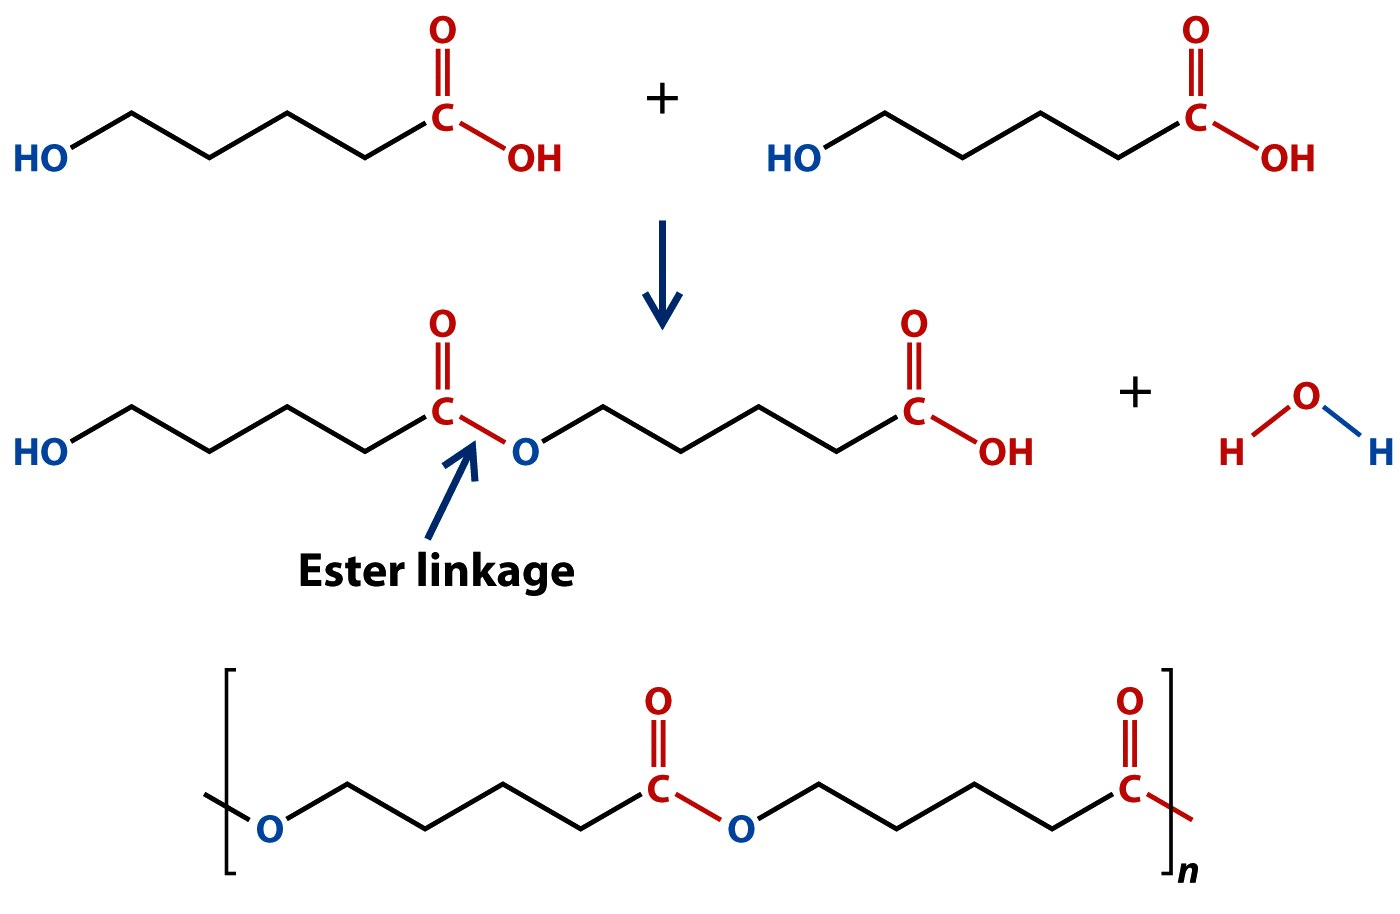 O O
HO C OH + HO C OH
O O
HO C O C OH + H O H
Ester linkage
O O
O C O C n